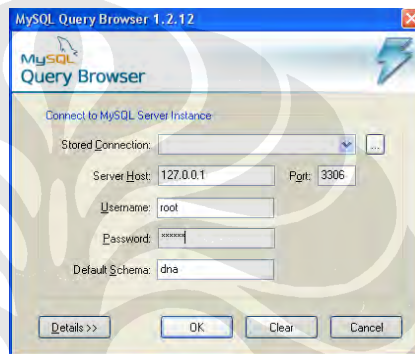 MySQL Query Browser 1.2.12
MySQL
Query Browser
Connect to MySQL Server Instance
Stored Connection: ...
Server Host: 127.0.0.1 Port: 3306
Username: root
Password: ******
Default Schema: dna
Details >> OK Clear Cancel